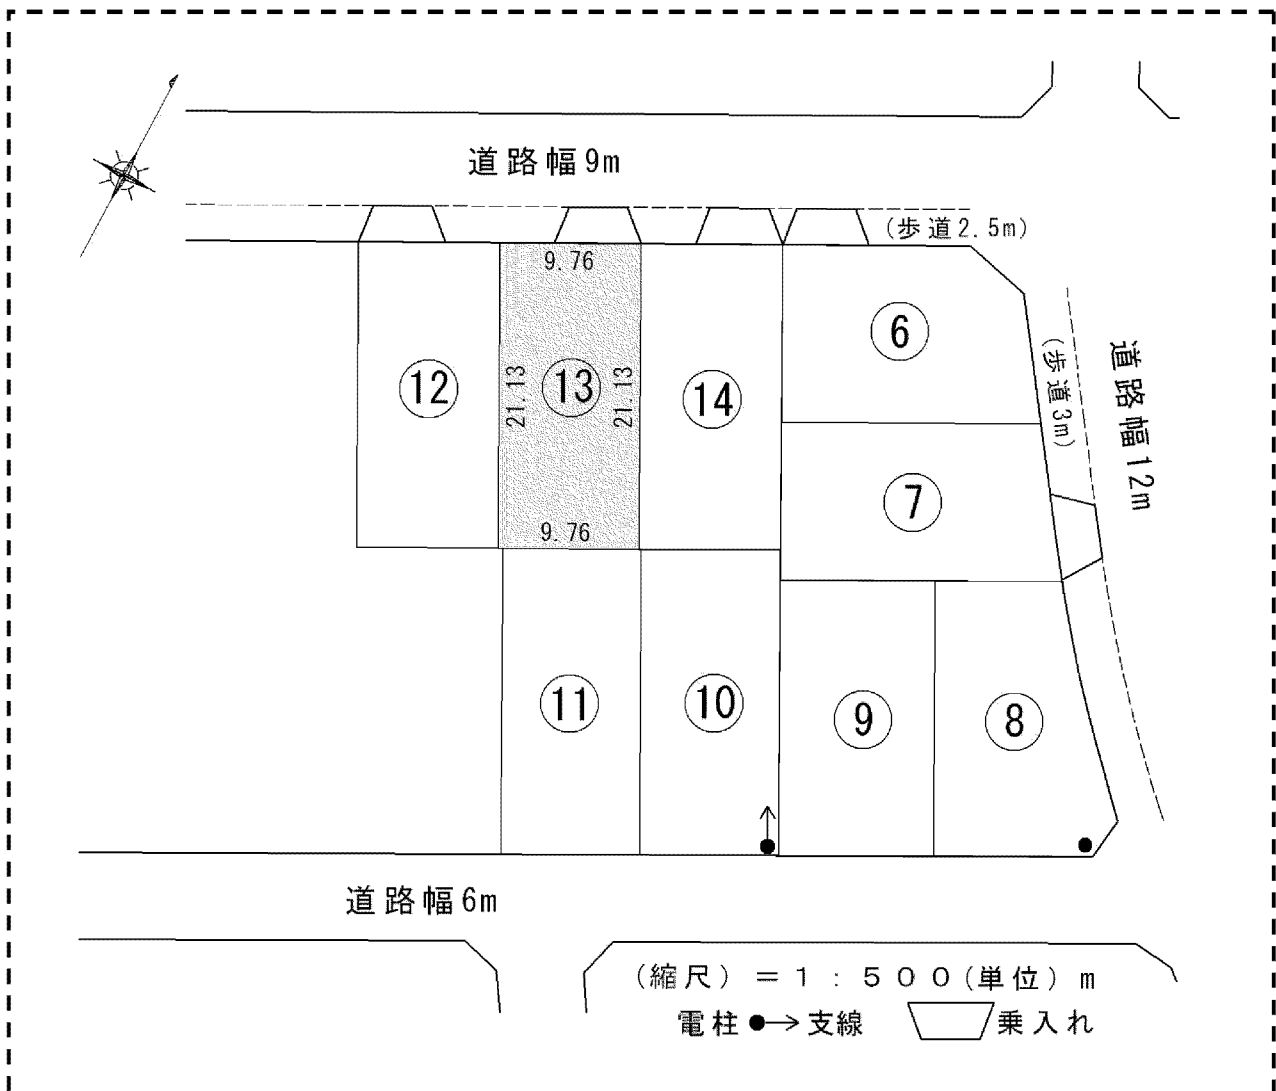 道路幅9m
(歩道2.5m)
9.76
⑥
道路幅12m
(歩道3m)
⑫
21.13
⑬
21.13
⑭
⑦
9.76
⑪
⑩
⑨
⑧
道路幅6m
(縮尺)=1:500(単位)m
電柱 支線 乗入れ